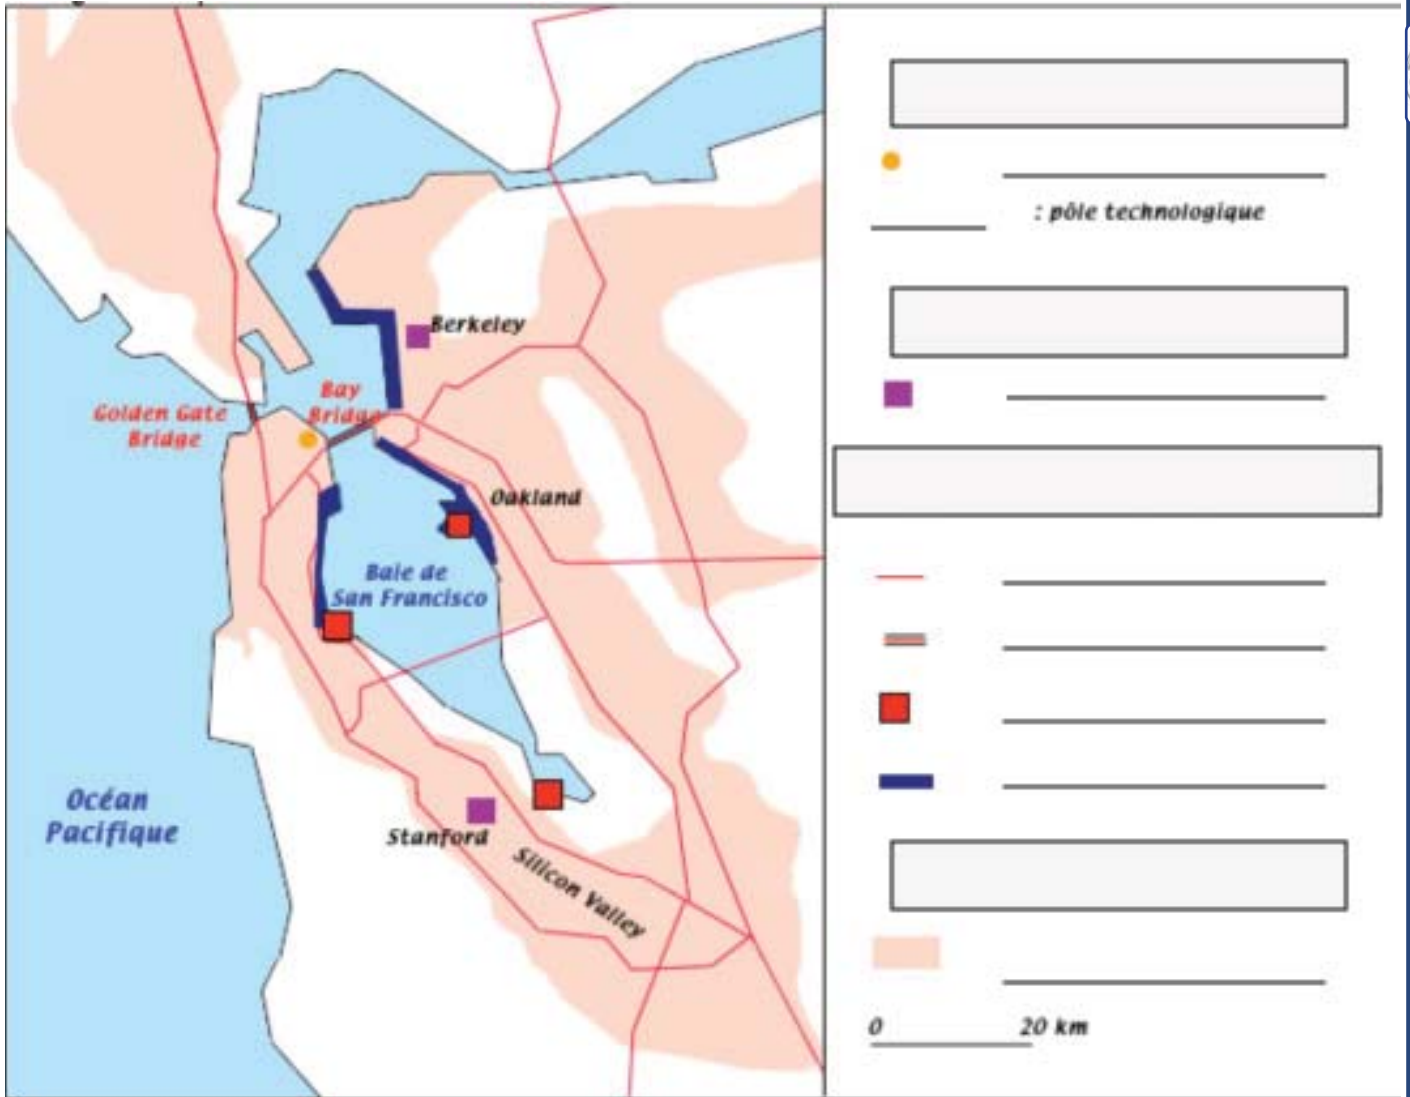 Berkeley
Bay
Bridge
Golden Gate
Bridge
Oakland
Baie de
San Francisco
Océan
Pacifique
Stanford
Silicon Valley
: pôle technologique
0 20 km